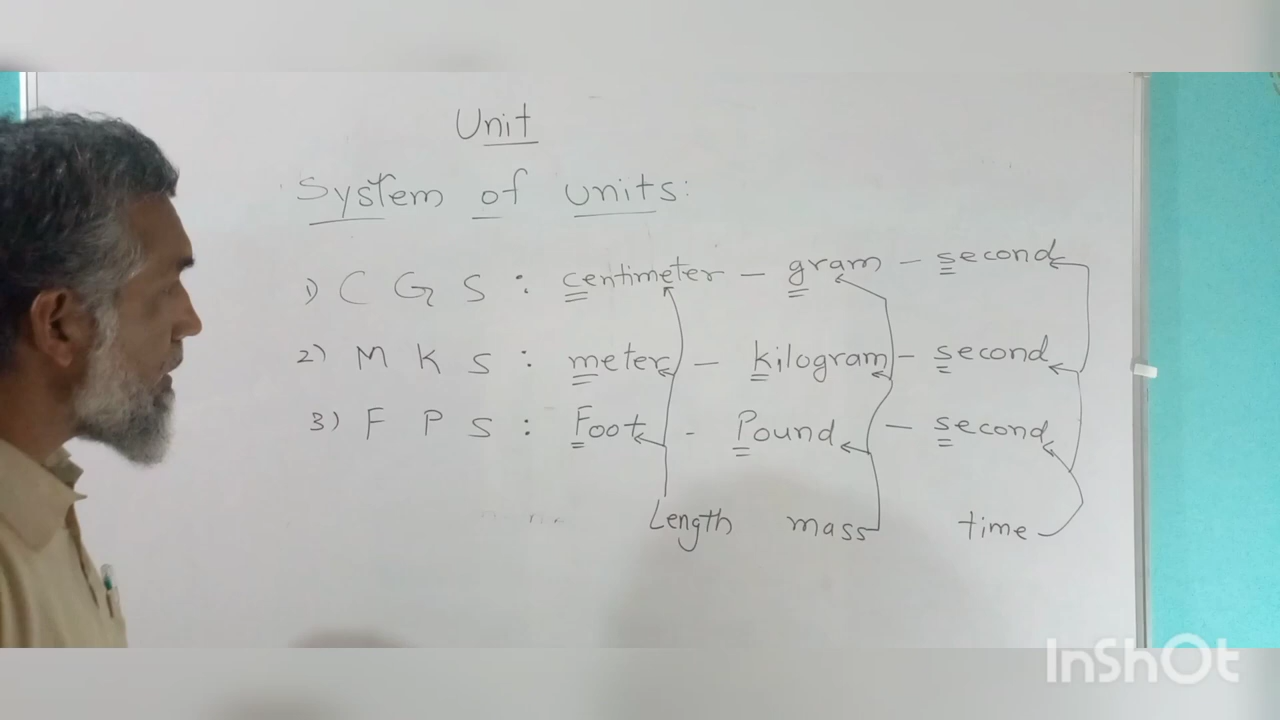 Unit
System of units:
1) C G S : centimeter – gram – second
2) M K S : meter – kilogram – second
3) F P S : Foot - Pound – second
Length mass time
InShOt